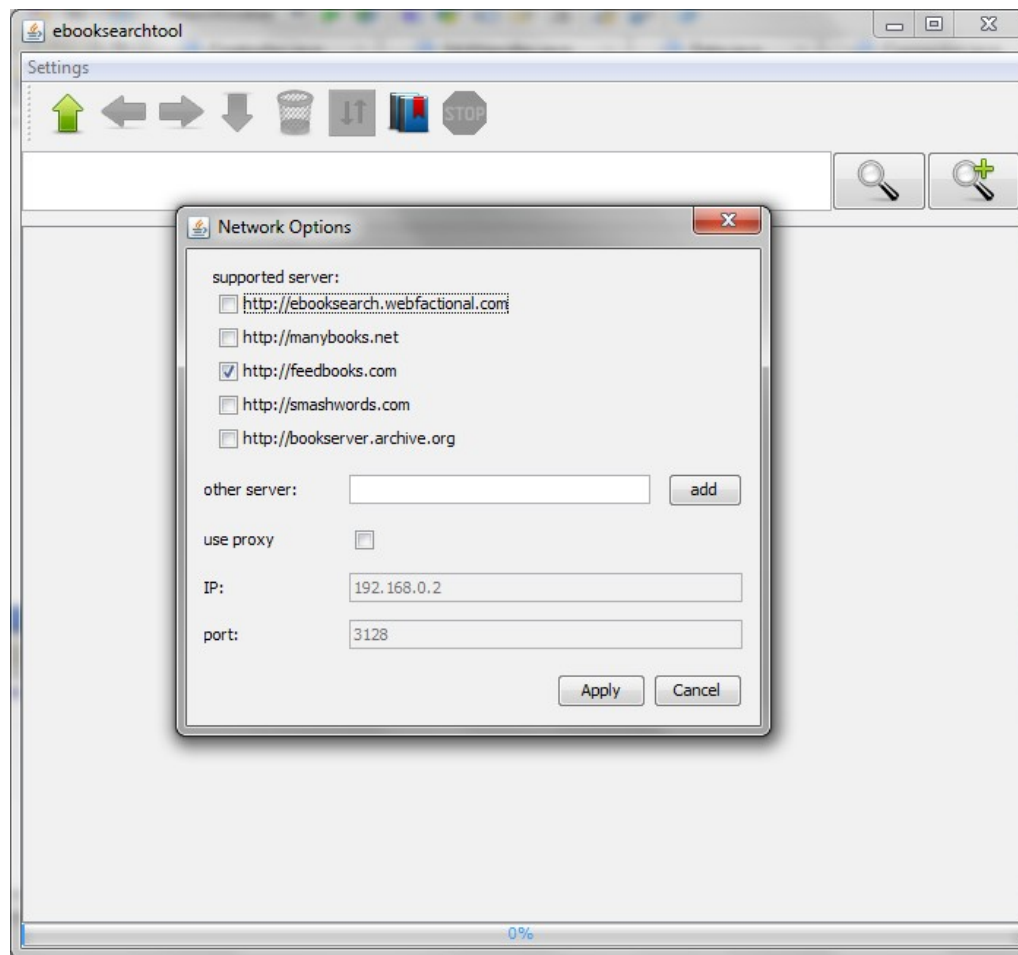 ebooksearchtool
Settings
STOP
Network Options
supported server:
http://ebooksearch.webfactional.com
http://manybooks.net
http://feedbooks.com
http://smashwords.com
http://bookserver.archive.org
other server:
add
use proxy
IP:
192.168.0.2
port:
3128
Apply
Cancel
0%